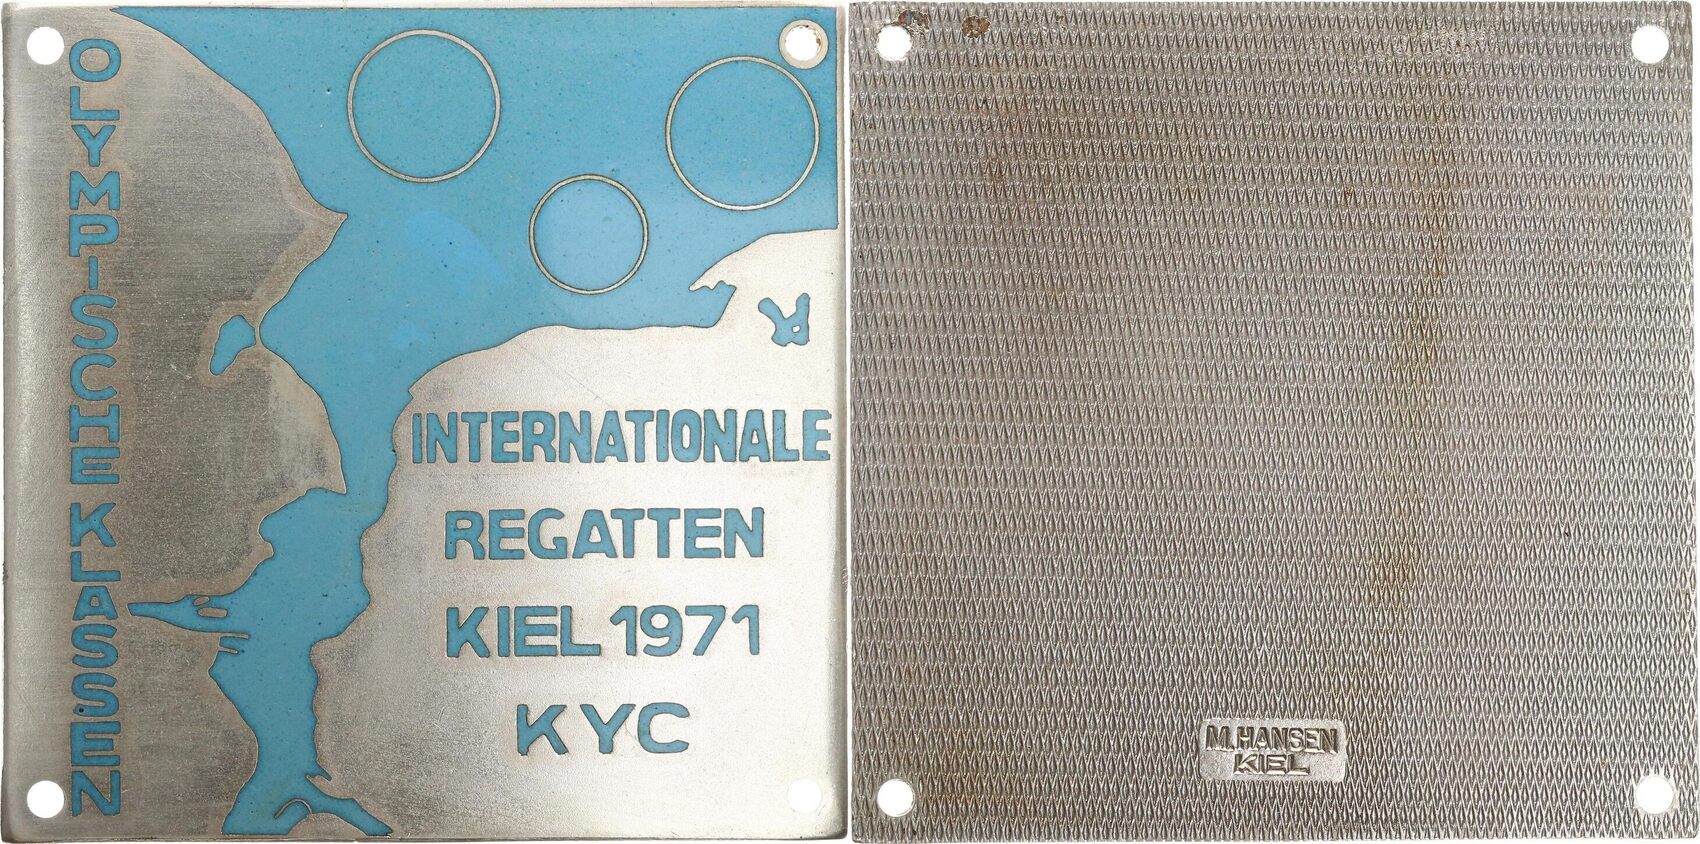 OLYMPISCHE KLASSEN
INTERNATIONALE
REGATTEN
KIEL 1971
KYC
M.HANSEN
KIEL